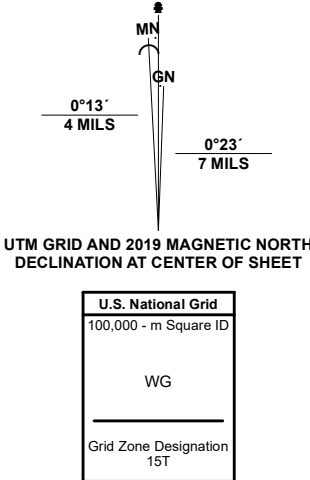 MN
GN
0°13´
4 MILS
0°23´
7 MILS
UTM GRID AND 2019 MAGNETIC NORTH
DECLINATION AT CENTER OF SHEET
U.S. National Grid
100,000 - m Square ID
WG
Grid Zone Designation
15T